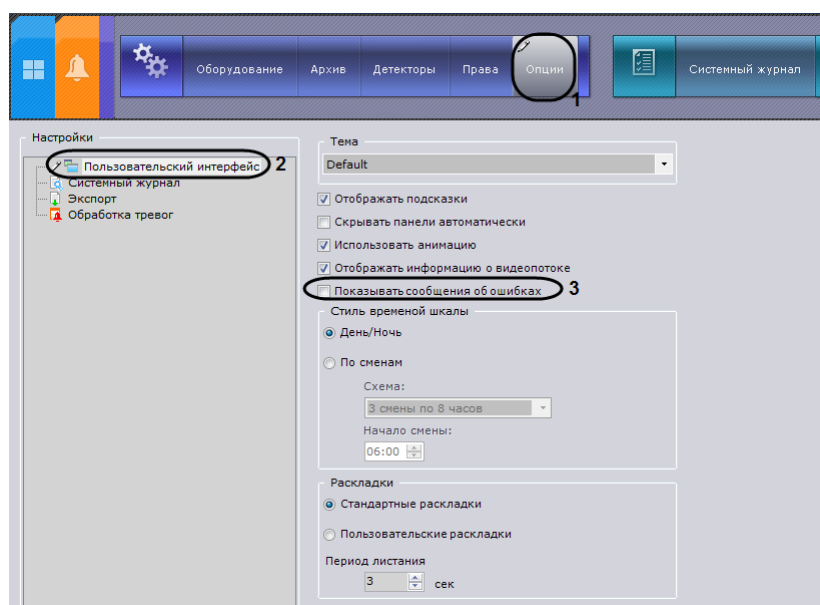 Оборудование Архив Детекторы Права Опции Системный журнал
1
Настройки
Пользовательский интерфейс 2
Системный журнал
Экспорт
Обработка тревог
Тема
Default
Отображать подсказки
Скрывать панели автоматически
Использовать анимацию
Отображать информацию о видеопотоке
Показывать сообщения об ошибках 3
Стиль временой шкалы
День/Ночь
По сменам
Схема:
3 смены по 8 часов
Начало смены:
06:00
Раскладки
Стандартные раскладки
Пользовательские раскладки
Период листания
3 сек